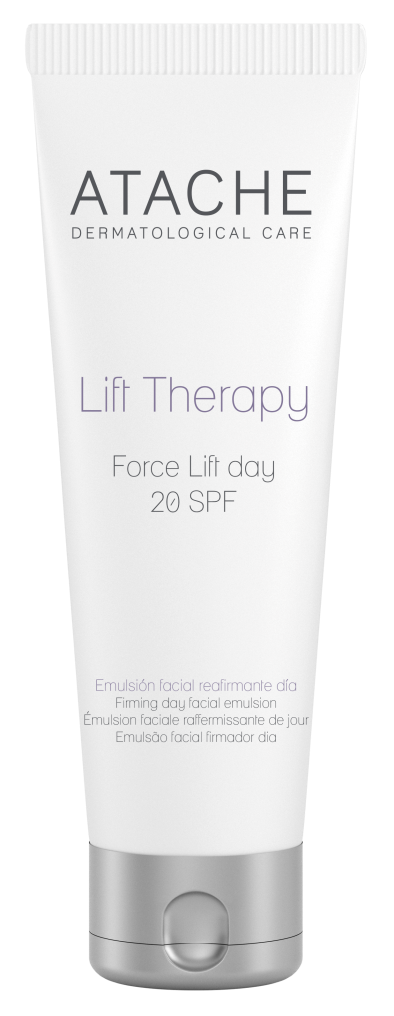 ATACHE
DERMATOLOGICAL CARE
Lift Therapy
Force Lift day
20 SPF
Emulsión facial reafirmante día
Firming day facial emulsion
Émulsion faciale raffermissante de jour
Emulsão facial firmador dia